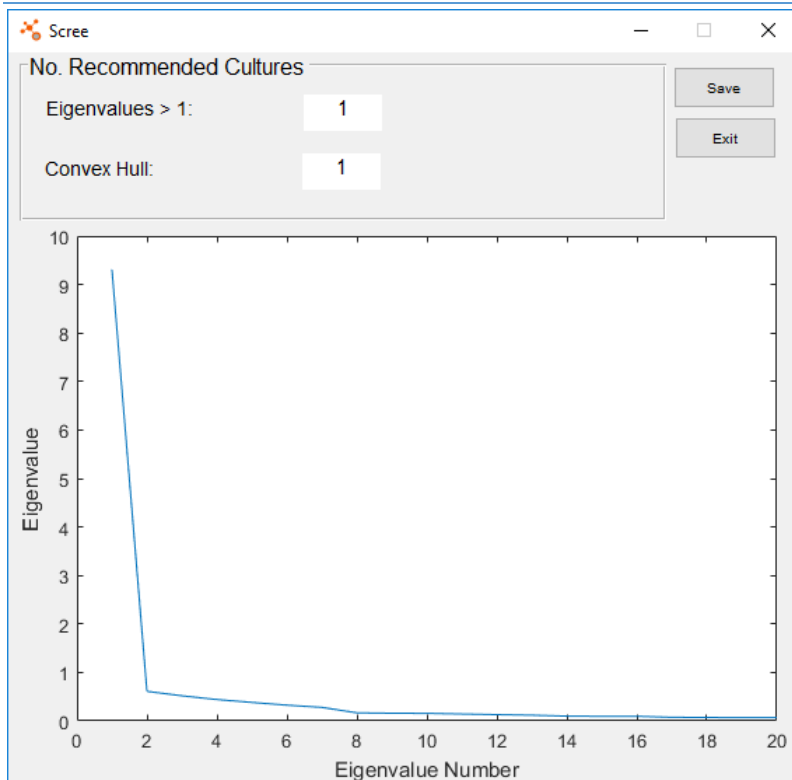 Scree
No. Recommended Cultures
Eigenvalues > 1: 1
Convex Hull: 1
Save
Exit
10
9
8
7
6
5
4
3
2
1
0
Eigenvalue
0 2 4 6 8 10 12 14 16 18 20
Eigenvalue Number